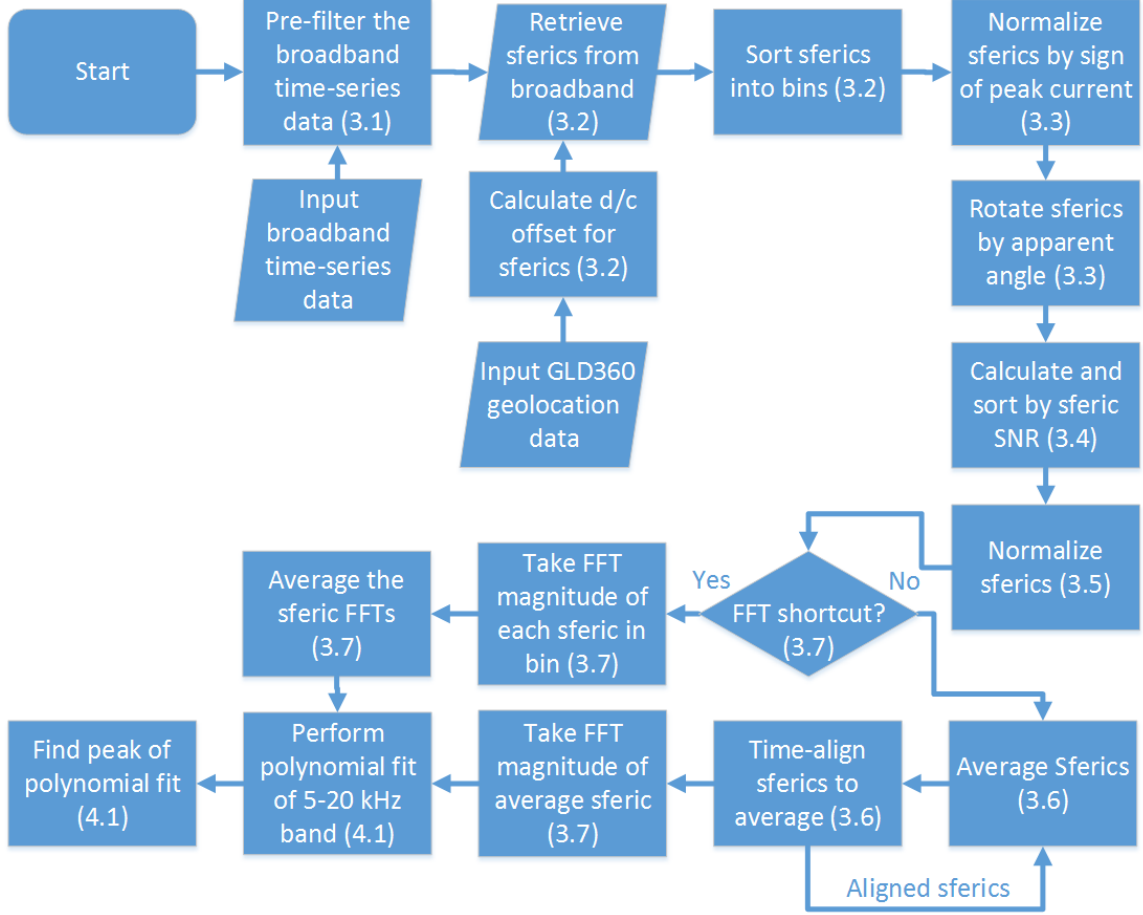 Start
Pre-filter the
broadband
time-series
data (3.1)
Retrieve
sferics from
broadband
(3.2)
Sort sferics
into bins (3.2)
Normalize
sferics by sign
of peak current
(3.3)
Input
broadband
time-series
data
Calculate d/c
offset for
sferics (3.2)
Rotate sferics
by apparent
angle (3.3)
Input GLD360
geolocation
data
Calculate and
sort by sferic
SNR (3.4)
Normalize
sferics (3.5)
FFT shortcut?
(3.7)
Yes
No
Take FFT
magnitude of
each sferic in
bin (3.7)
Average the
sferic FFTs
(3.7)
Average Sferics
(3.6)
Time-align
sferics to
average (3.6)
Aligned sferics
Take FFT
magnitude of
average sferic
(3.7)
Perform
polynomial fit
of 5-20 kHz
band (4.1)
Find peak of
polynomial fit
(4.1)